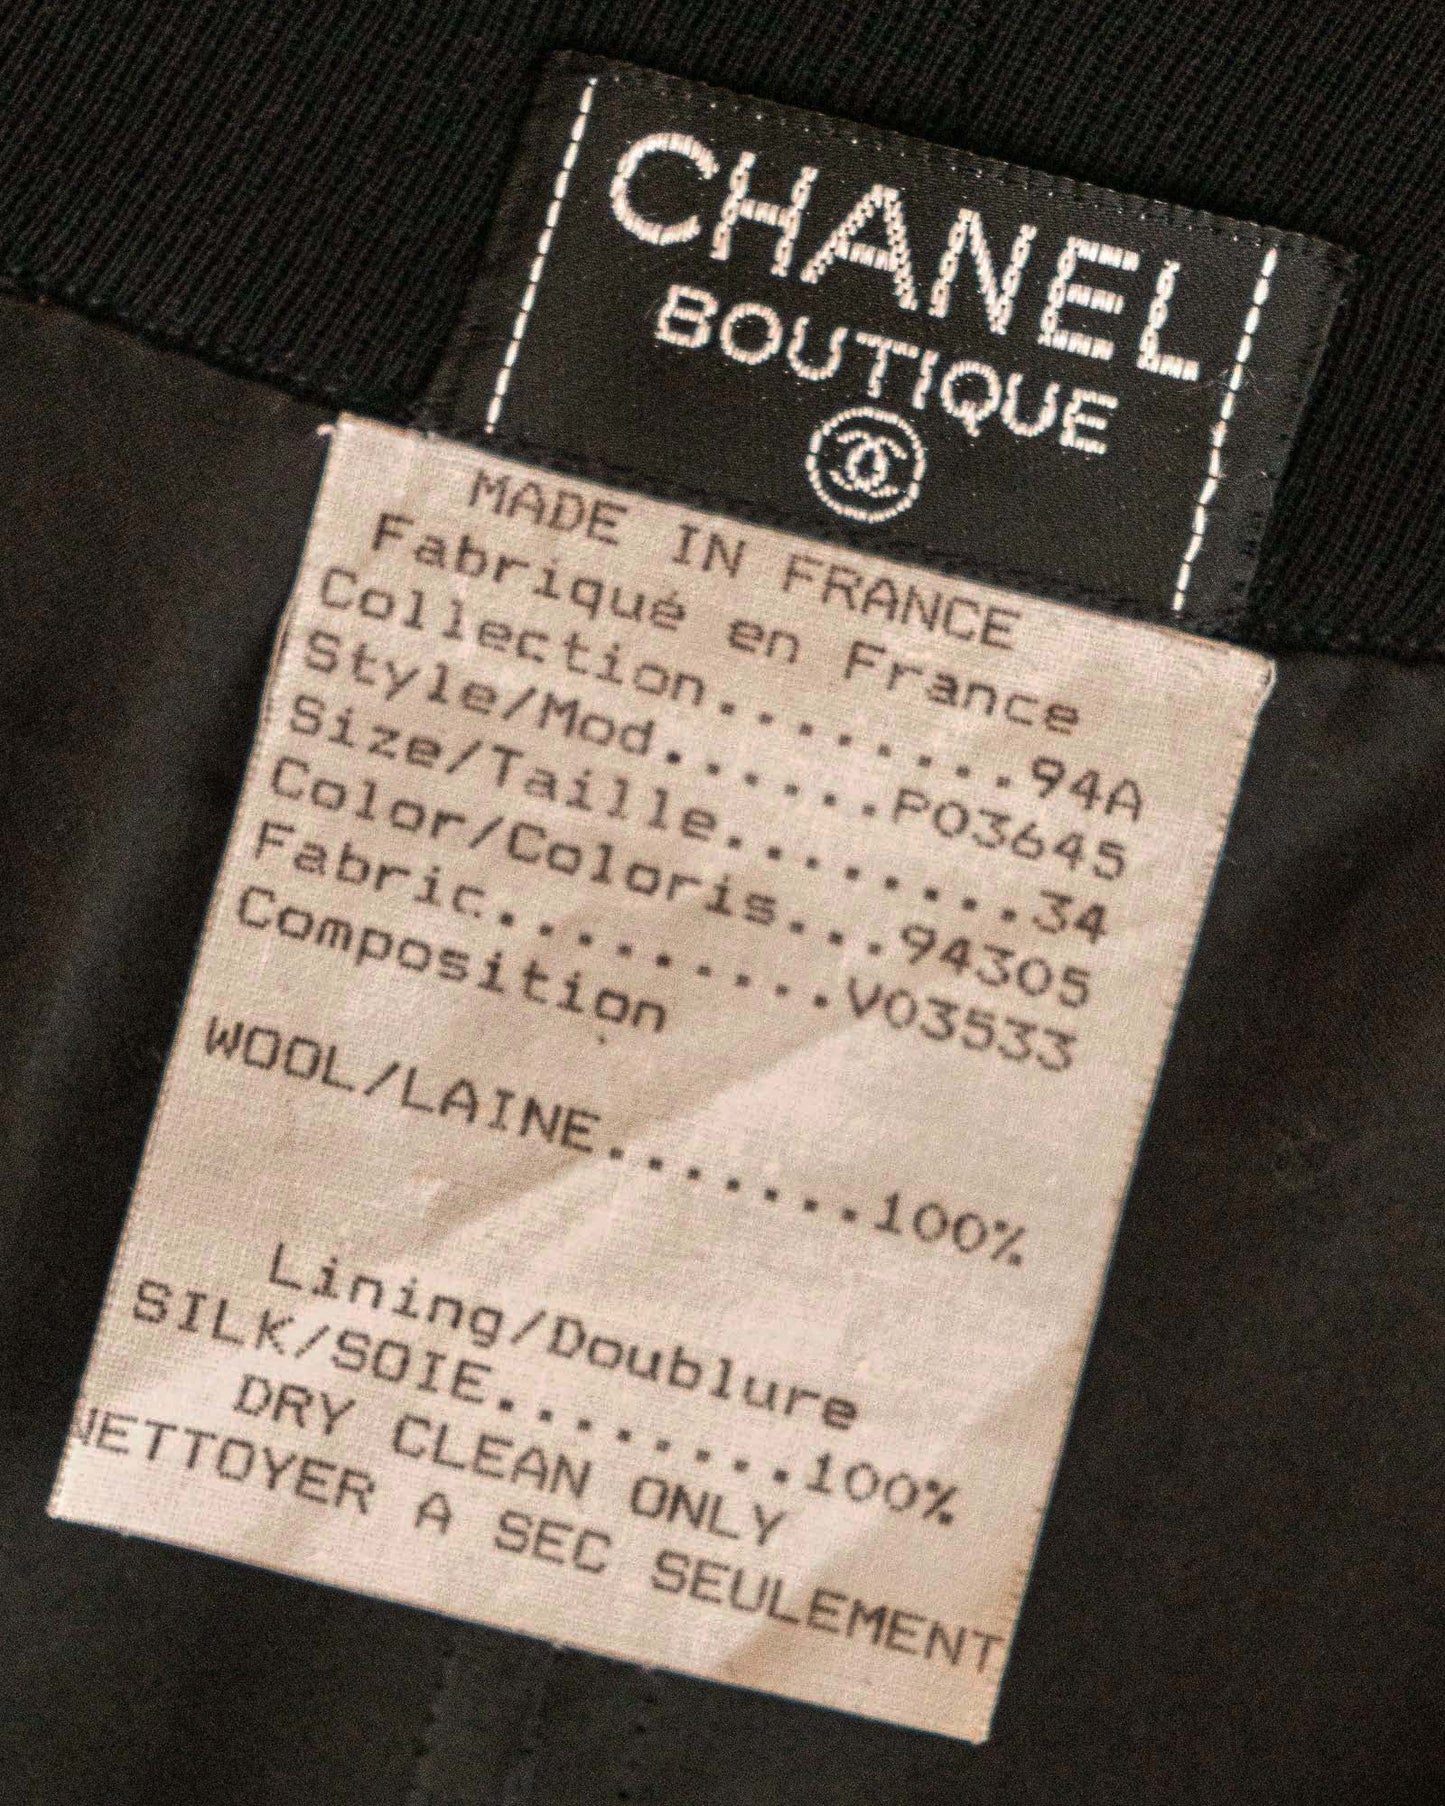 CHANEL
BOUTIQUE
MADE IN FRANCE
Fabriqué en France
Collection........94A
Style/Mod......P03645
Size/Taille........34
Color/Coloris...94305
Fabric.........V03533
Composition
WOOL/LAINE.......100%
Lining/Doublure
SILK/SOIE........100%
DRY CLEAN ONLY
NETTOYER A SEC SEULEMENT